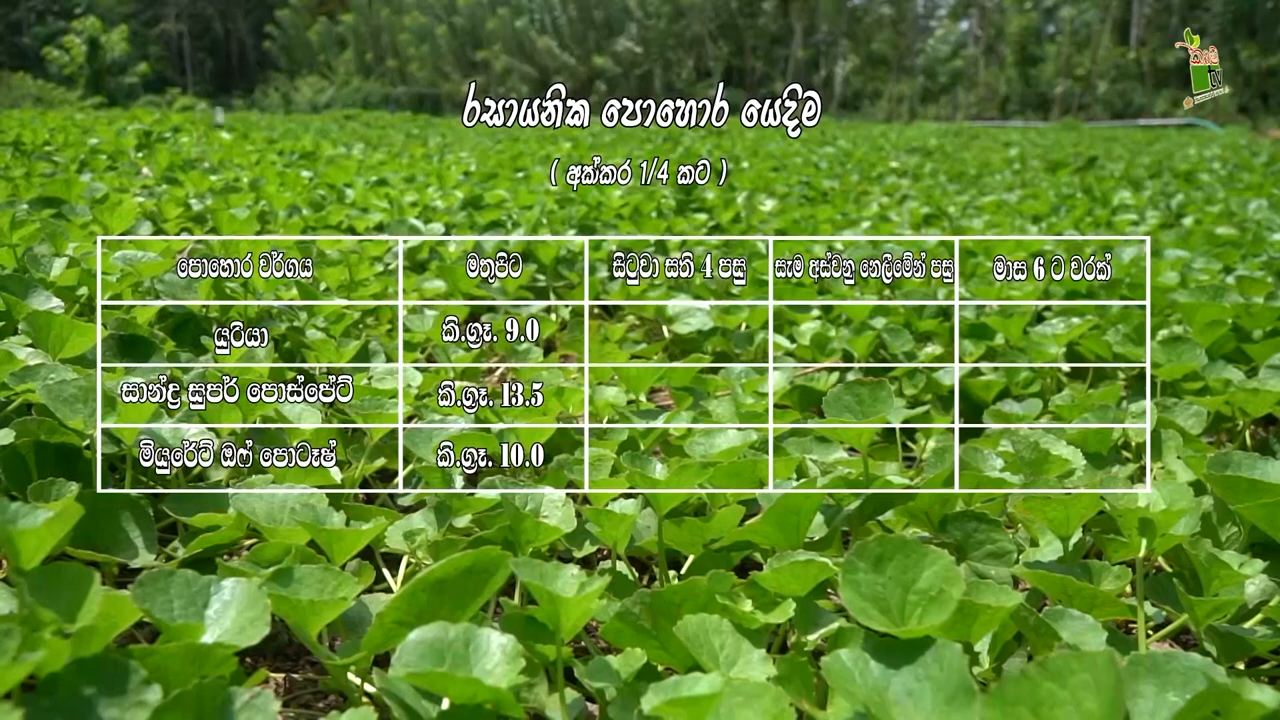 කෘෂි
tv
රසායනික පොහොර යෙදීම
( අක්කර 1/4 කට )
පොහොර වර්ගය මතුපිට සිටුවා සති 4 පසු සෑම අස්වනු නෙලීමේන් පසු මාස 6 ට වරක්
යුරියා කි.ග්‍රෑ. 9.0
සාන්ද්‍ර සුපර් පොස්පේට් කි.ග්‍රෑ. 13.5
මියුරේට් ඔෆ් පොටෑෂ් කි.ග්‍රෑ. 10.0